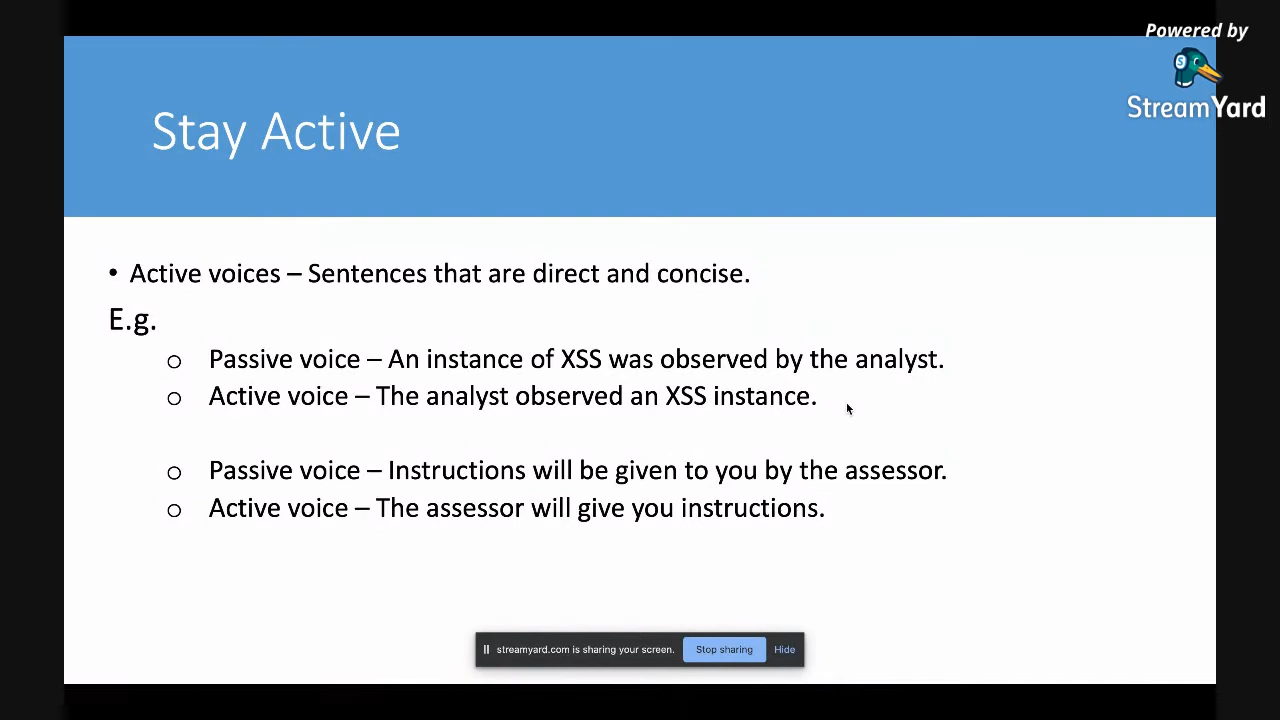 Powered by
StreamYard
Stay Active
• Active voices – Sentences that are direct and concise.
E.g.
o Passive voice – An instance of XSS was observed by the analyst.
o Active voice – The analyst observed an XSS instance.
o Passive voice – Instructions will be given to you by the assessor.
o Active voice – The assessor will give you instructions.
streamyard.com is sharing your screen. Stop sharing Hide